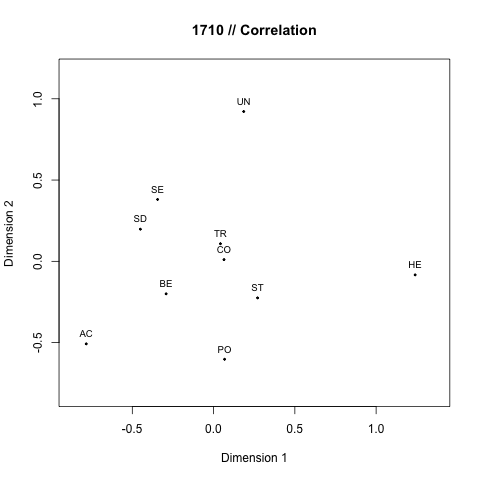 1710 // Correlation
UN
1.0
SE
0.5
SD
TR
CO
0.0
HE
BE
ST
AC
-0.5
PO
Dimension 2
-0.5 0.0 0.5 1.0
Dimension 1